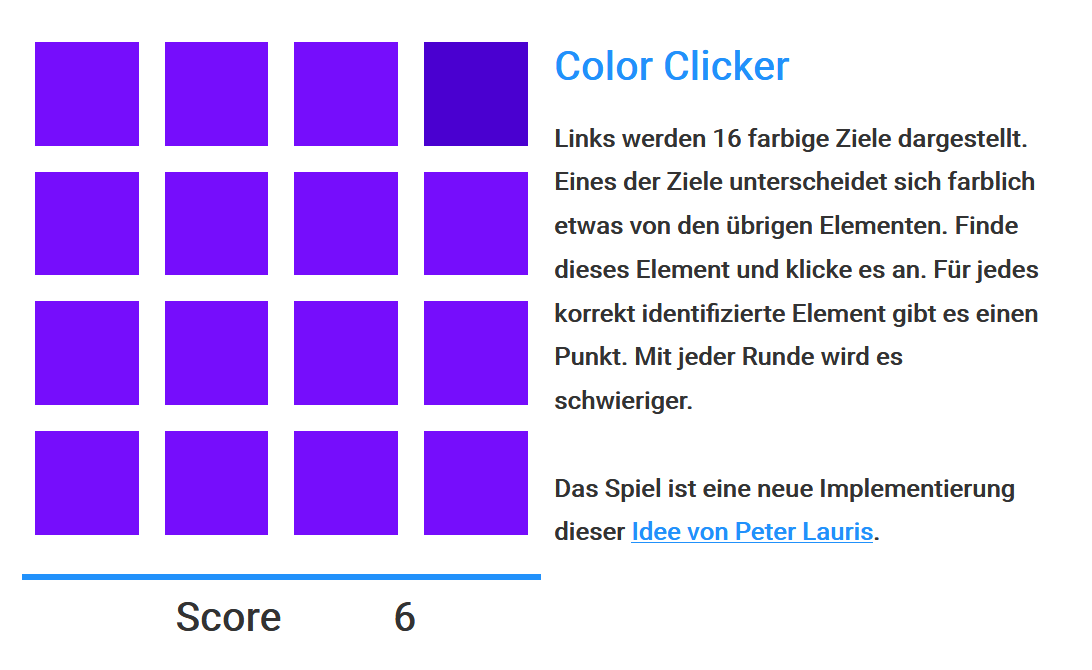 Color Clicker
Links werden 16 farbige Ziele dargestellt.
Eines der Ziele unterscheidet sich farblich
etwas von den übrigen Elementen. Finde
dieses Element und klicke es an. Für jedes
korrekt identifizierte Element gibt es einen
Punkt. Mit jeder Runde wird es
schwieriger.
Das Spiel ist eine neue Implementierung
dieser Idee von Peter Lauris.
Score 6